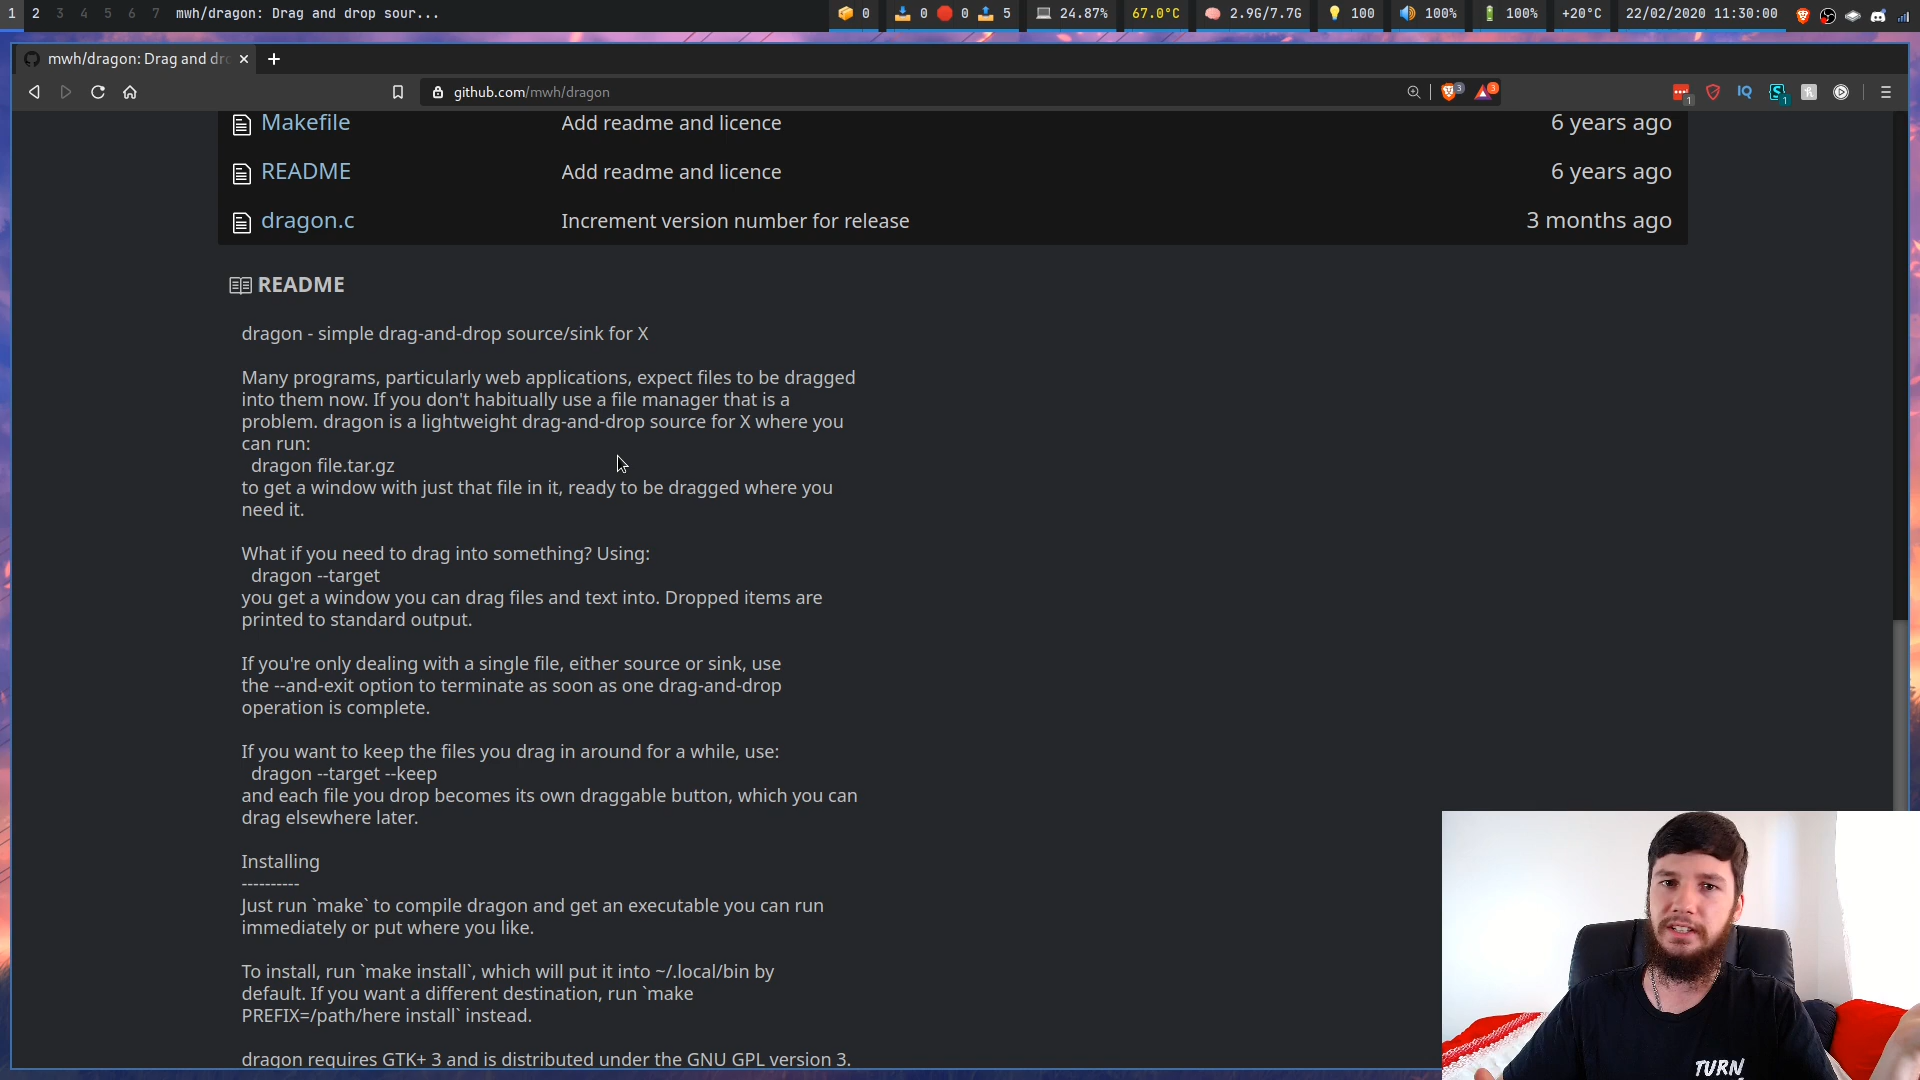 1 2 3 4 5 6 7 mwh/dragon: Drag and drop sour... 0 0 0 5 24.87% 67.0°C 2.9G/7.7G 100 100% 100% +20°C 22/02/2020 11:30:00
mwh/dragon: Drag and dro
github.com/mwh/dragon 3 3 1 IQ 1
Makefile Add readme and licence 6 years ago
README Add readme and licence 6 years ago
dragon.c Increment version number for release 3 months ago
README
dragon - simple drag-and-drop source/sink for X
Many programs, particularly web applications, expect files to be dragged
into them now. If you don't habitually use a file manager that is a
problem. dragon is a lightweight drag-and-drop source for X where you
can run:
dragon file.tar.gz
to get a window with just that file in it, ready to be dragged where you
need it.
What if you need to drag into something? Using:
dragon --target
you get a window you can drag files and text into. Dropped items are
printed to standard output.
If you're only dealing with a single file, either source or sink, use
the --and-exit option to terminate as soon as one drag-and-drop
operation is complete.
If you want to keep the files you drag in around for a while, use:
dragon --target --keep
and each file you drop becomes its own draggable button, which you can
drag elsewhere later.
Installing
----------
Just run `make` to compile dragon and get an executable you can run
immediately or put where you like.
To install, run `make install`, which will put it into ~/.local/bin by
default. If you want a different destination, run `make
PREFIX=/path/here install` instead.
dragon requires GTK+ 3 and is distributed under the GNU GPL version 3.
TURN